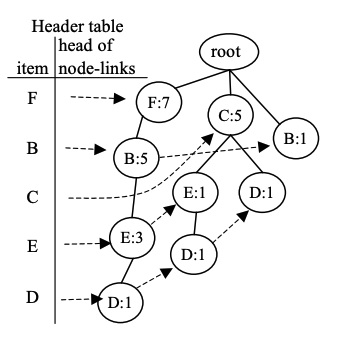 Header table
head of
item node-links
root
F
F:7
C:5
B:1
B
B:5
C
E:1
D:1
E
E:3
D:1
D
D:1